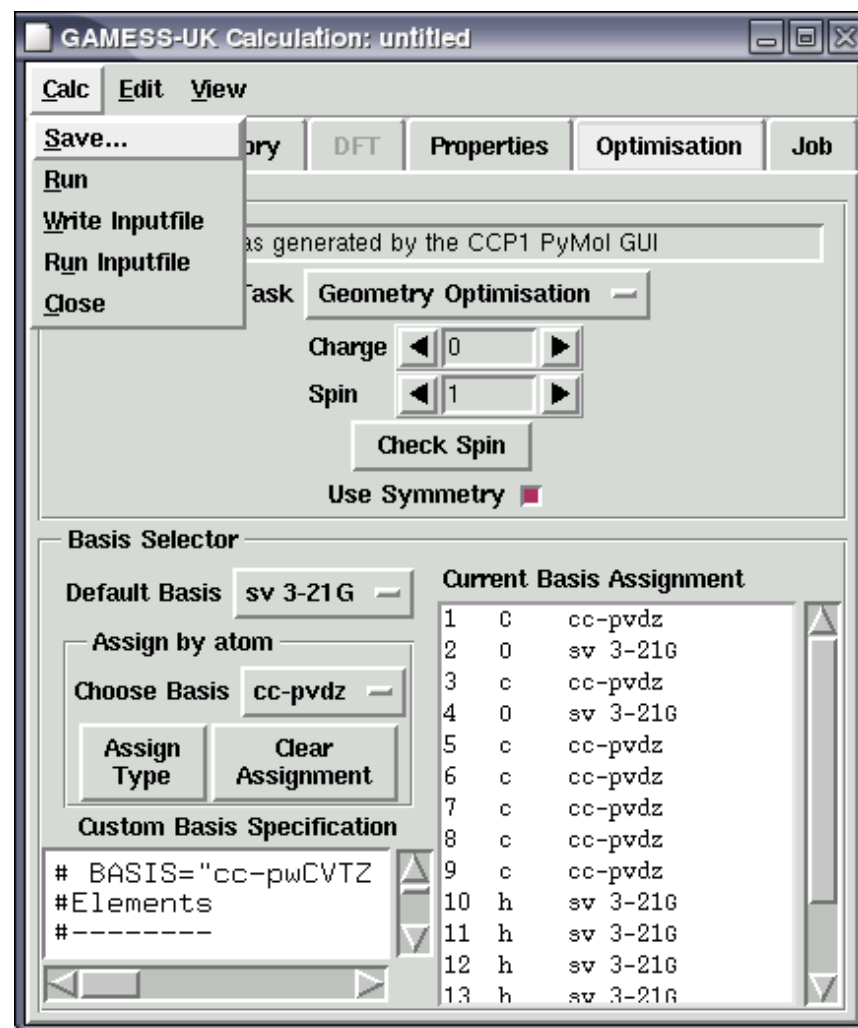 GAMESS-UK Calculation: untitled
Calc Edit View
Save...
Run
Write Inputfile
Run Inputfile
Close
ory DFT Properties Optimisation Job
as generated by the CCP1 PyMol GUI
Task Geometry Optimisation
Charge 0
Spin 1
Check Spin
Use Symmetry
Basis Selector
Default Basis sv 3-21G
Assign by atom
Choose Basis cc-pvdz
Assign Type
Clear Assignment
Custom Basis Specification
# BASIS="cc-pwCVTZ
#Elements
#--------
Current Basis Assignment
1 C cc-pvdz
2 O sv 3-21G
3 c cc-pvdz
4 O sv 3-21G
5 c cc-pvdz
6 c cc-pvdz
7 c cc-pvdz
8 c cc-pvdz
9 c cc-pvdz
10 h sv 3-21G
11 h sv 3-21G
12 h sv 3-21G
13 h sv 3-21G